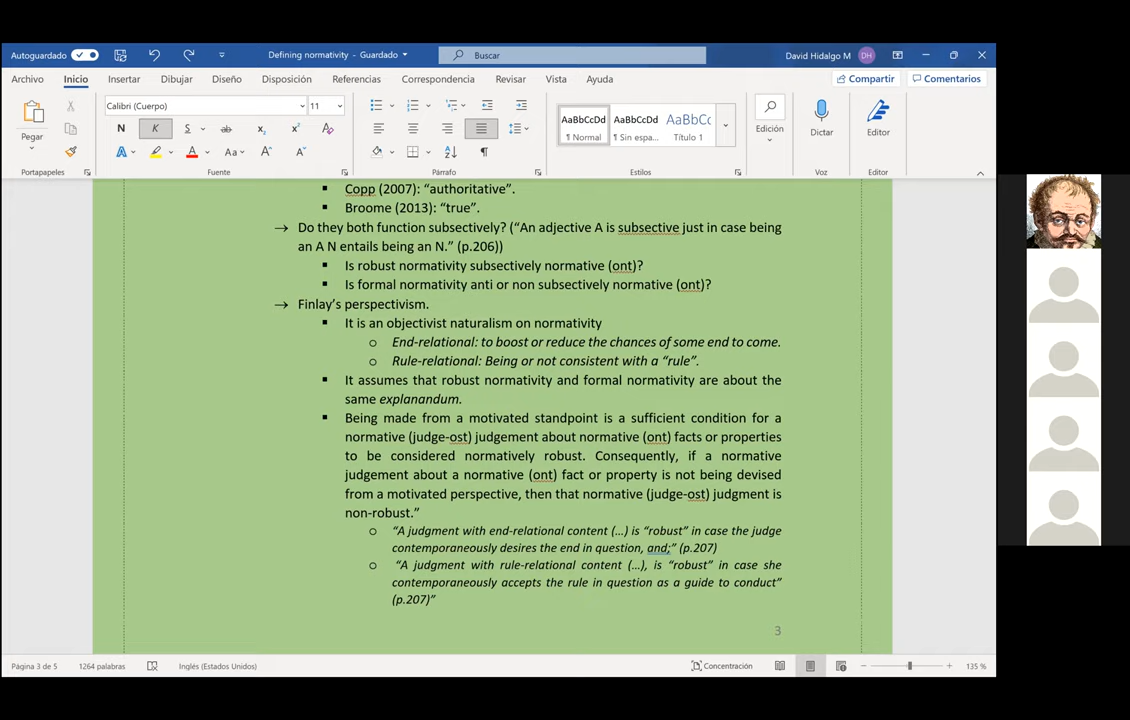 Autoguardado
Defining normativity - Guardado
Buscar
David Hidalgo M
DH
Archivo
Inicio
Insertar
Dibujar
Diseño
Disposición
Referencias
Correspondencia
Revisar
Vista
Ayuda
Compartir
Comentarios
Pegar
Calibri (Cuerpo)
11
N
K
S
ab
x₂
x²
A
A
A
Aa
A
A
AaBbCcDd
¶ Normal
AaBbCcDd
¶ Sin espa...
AaBbCc
Título 1
Edición
Dictar
Editor
Portapapeles
Fuente
Párrafo
Estilos
Voz
Editor
▪ Copp (2007): “authoritative”.
▪ Broome (2013): “true”.
→ Do they both function subsectively? (“An adjective A is subsective just in case being
an A N entails being an N.” (p.206))
▪ Is robust normativity subsectively normative (ont)?
▪ Is formal normativity anti or non subsectively normative (ont)?
→ Finlay’s perspectivism.
▪ It is an objectivist naturalism on normativity
o End-relational: to boost or reduce the chances of some end to come.
o Rule-relational: Being or not consistent with a “rule”.
▪ It assumes that robust normativity and formal normativity are about the
same explanandum.
▪ Being made from a motivated standpoint is a sufficient condition for a
normative (judge-ost) judgement about normative (ont) facts or properties
to be considered normatively robust. Consequently, if a normative
judgement about a normative (ont) fact or property is not being devised
from a motivated perspective, then that normative (judge-ost) judgment is
non-robust.”
o “A judgment with end-relational content (…) is “robust” in case the judge
contemporaneously desires the end in question, and;” (p.207)
o “A judgment with rule-relational content (…), is “robust” in case she
contemporaneously accepts the rule in question as a guide to conduct”
(p.207)”
3
Página 3 de 5
1264 palabras
Inglés (Estados Unidos)
Concentración
135 %